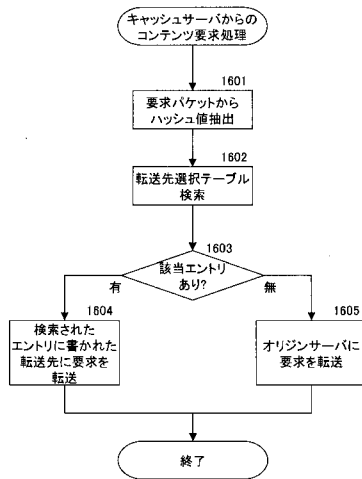 キャッシュサーバからの
コンテンツ要求処理
1601
要求パケットから
ハッシュ値抽出
1602
転送先選択テーブル
検索
1603
該当エントリ
あり?
有
無
1604
検索された
エントリに書かれた
転送先に要求を
転送
1605
オリジンサーバに
要求を転送
終了